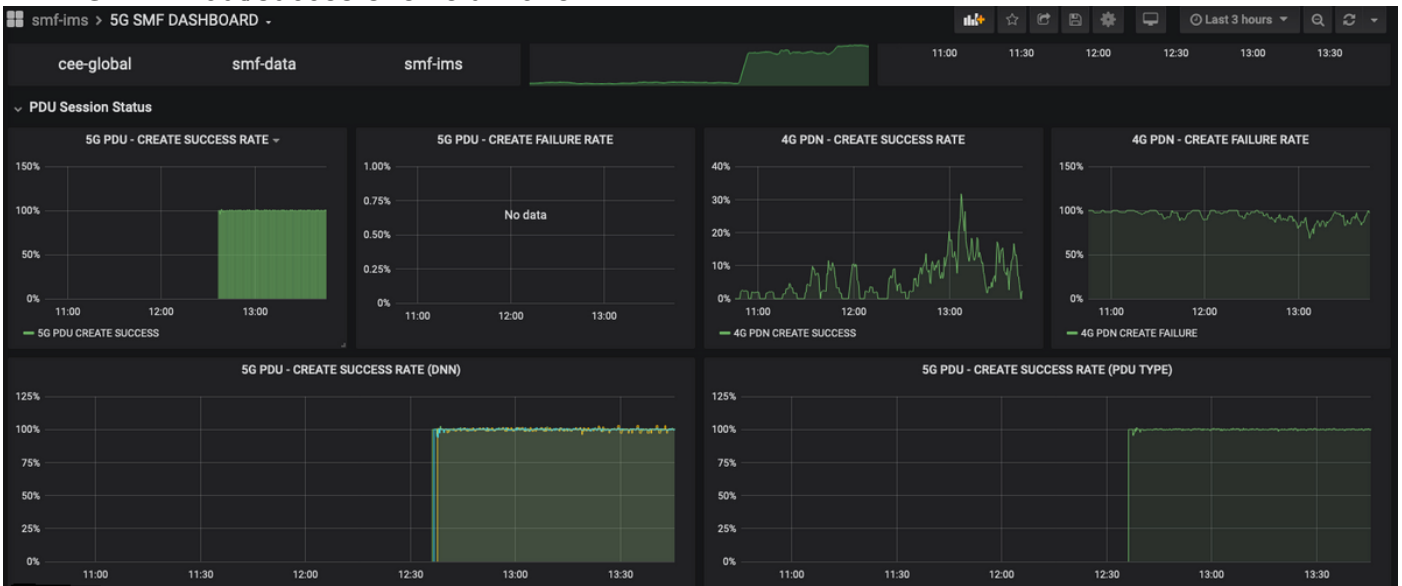 smf-ims > 5G SMF DASHBOARD
Last 3 hours
cee-global smf-data smf-ims
11:00 11:30 12:00 12:30 13:00 13:30
PDU Session Status
5G PDU - CREATE SUCCESS RATE
150%
100%
50%
0%
11:00 12:00 13:00
5G PDU CREATE SUCCESS
5G PDU - CREATE FAILURE RATE
1.00%
0.75%
No data
0.50%
0.25%
0%
11:00 12:00 13:00
4G PDN - CREATE SUCCESS RATE
40%
30%
20%
10%
0%
11:00 12:00 13:00
4G PDN CREATE SUCCESS
4G PDN - CREATE FAILURE RATE
150%
100%
50%
0%
11:00 12:00 13:00
4G PDN CREATE FAILURE
5G PDU - CREATE SUCCESS RATE (DNN)
125%
100%
75%
50%
25%
0%
11:00 11:30 12:00 12:30 13:00 13:30
5G PDU - CREATE SUCCESS RATE (PDU TYPE)
125%
100%
75%
50%
25%
0%
11:00 11:30 12:00 12:30 13:00 13:30